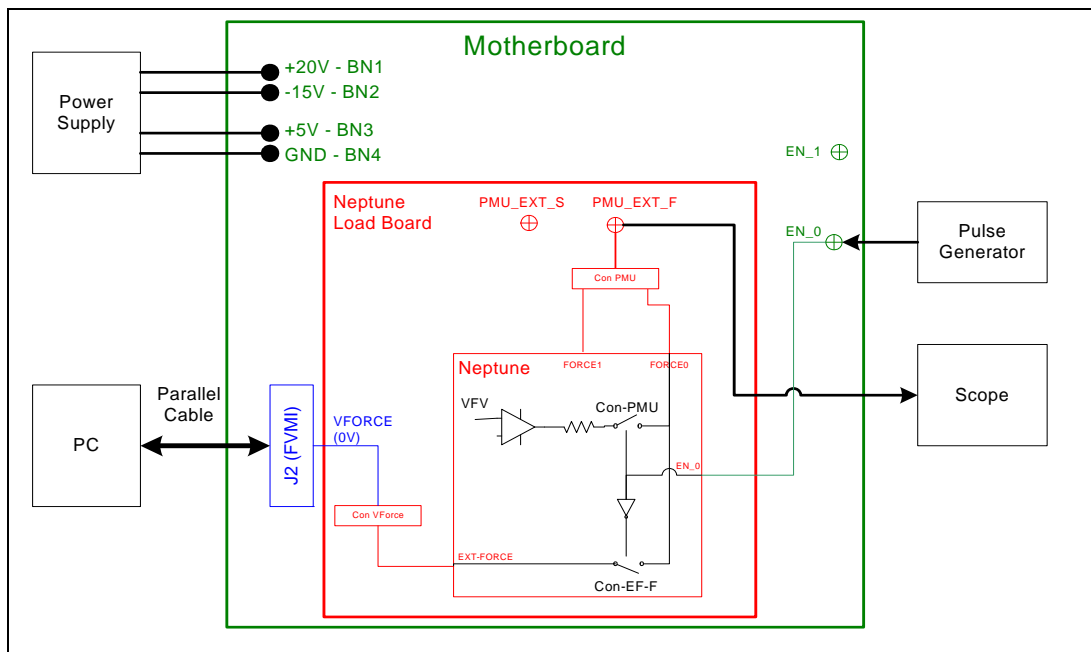 Motherboard
Power
Supply
+20V - BN1
-15V - BN2
+5V - BN3
GND - BN4
EN_1
EN_0
Pulse
Generator
Neptune
Load Board
PMU_EXT_S
PMU_EXT_F
Con PMU
FORCE1
FORCE0
Neptune
VFV
Con-PMU
EN_0
Scope
PC
Parallel
Cable
J2 (FVMI)
VFORCE
(0V)
Con VForce
EXT-FORCE
Con-EF-F